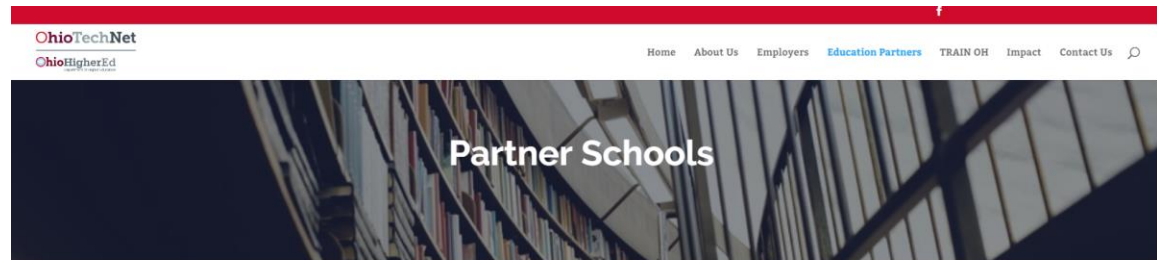 OhioTechNet
OhioHigherEd
Home About Us Employers Education Partners TRAIN OH Impact Contact Us
Partner Schools